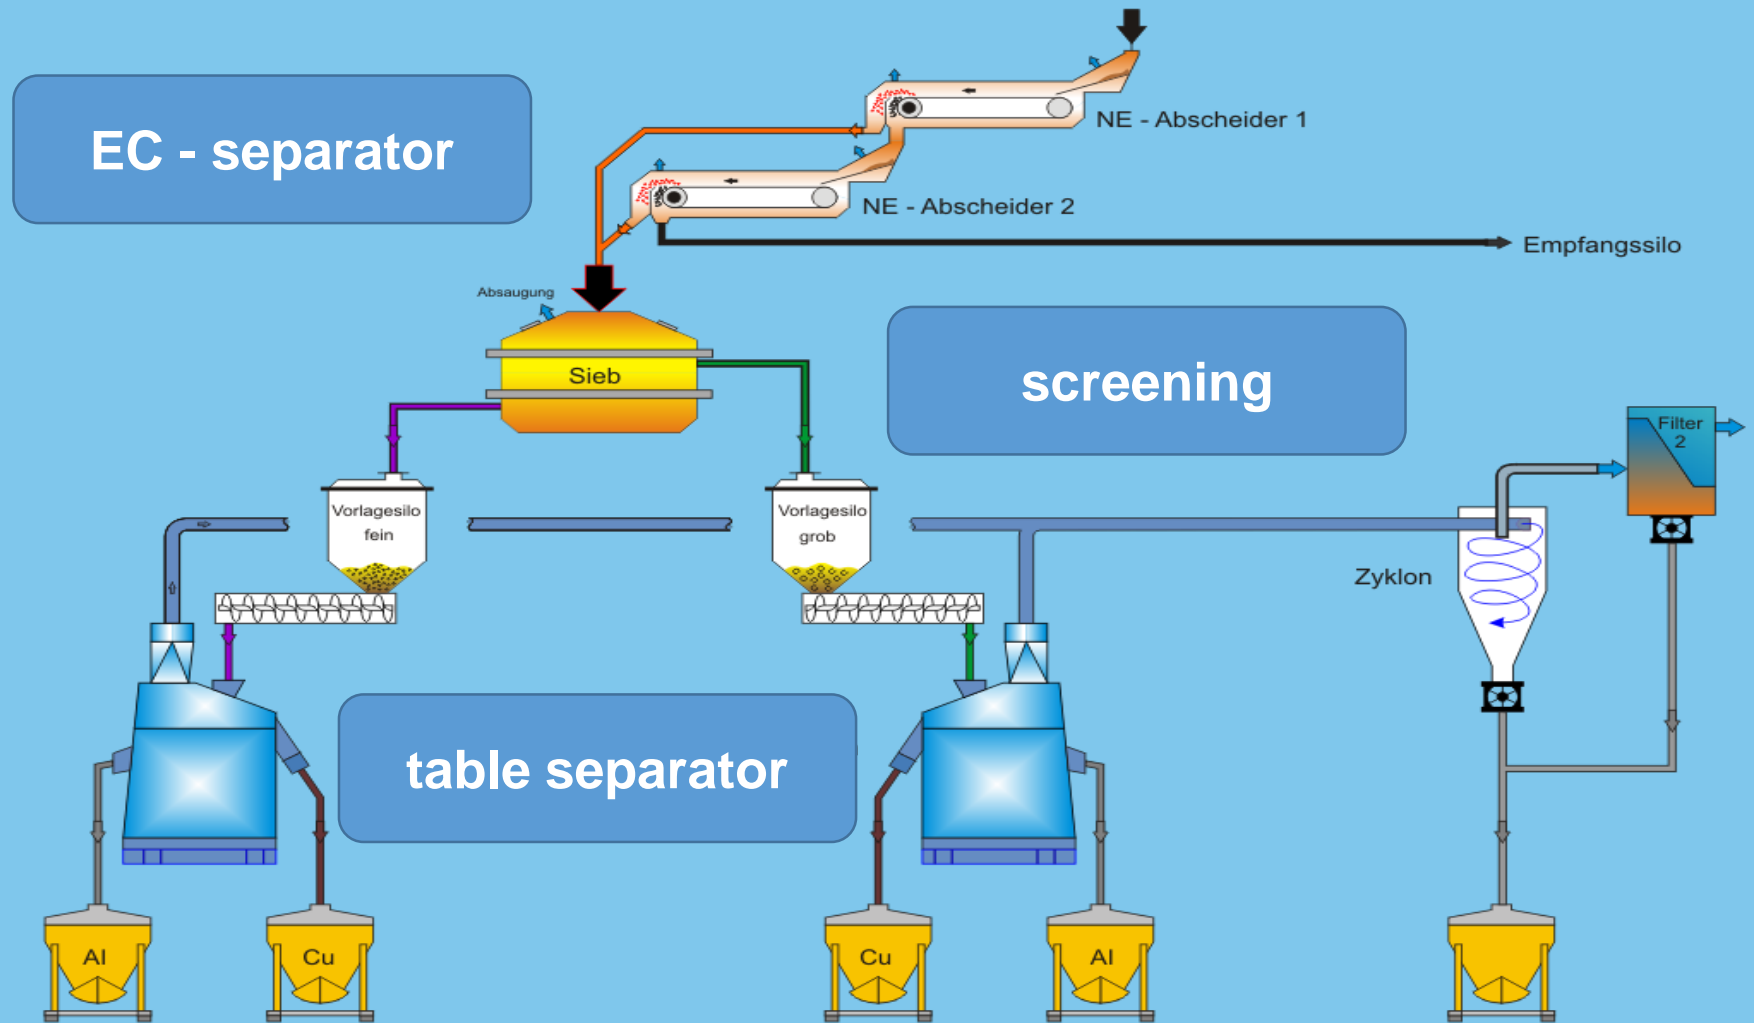 EC - separator
NE - Abscheider 1
NE - Abscheider 2
Empfangssilo
Absaugung
Sieb
screening
Filter
2
Vorlagesilo
fein
Vorlagesilo
grob
Zyklon
table separator
Al
Cu
Cu
Al